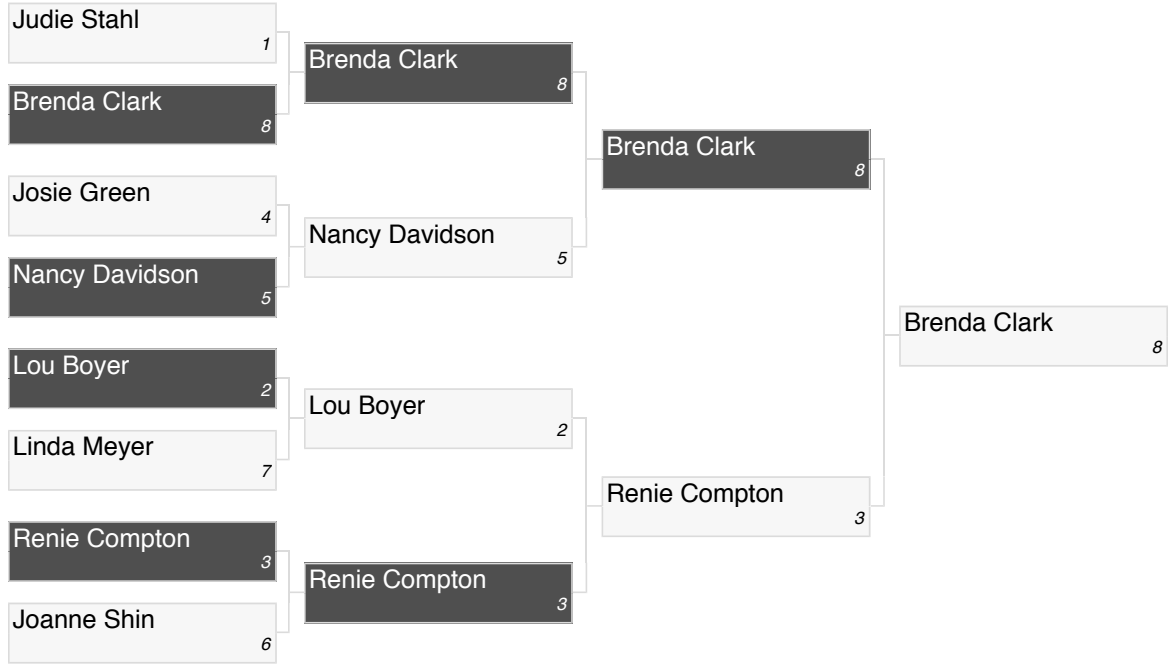 Judie Stahl
1
Brenda Clark
8
Josie Green
4
Nancy Davidson
5
Lou Boyer
2
Linda Meyer
7
Renie Compton
3
Joanne Shin
6
Brenda Clark
8
Nancy Davidson
5
Lou Boyer
2
Renie Compton
3
Brenda Clark
8
Renie Compton
3
Brenda Clark
8